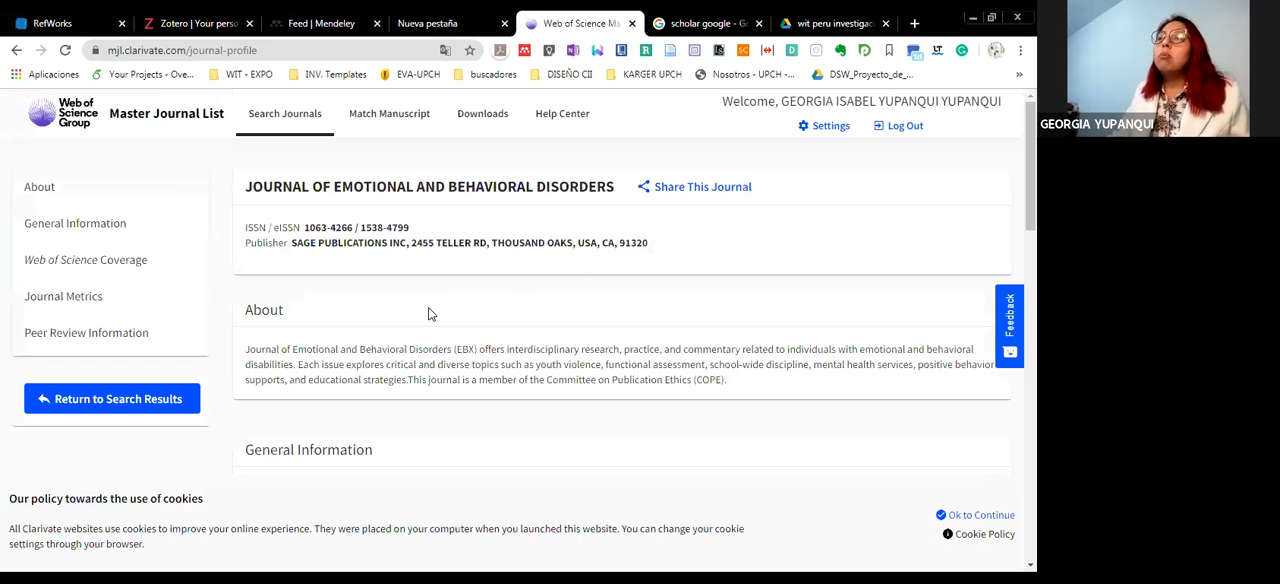 RefWorks
Zotero | Your perso
Feed | Mendeley
Nueva pestaña
Web of Science Ma
scholar google - G
wit peru investigac
mjl.clarivate.com/journal-profile
Aplicaciones
Your Projects - Ove...
WIT - EXPO
INV. Templates
EVA-UPCH
buscadores
DISEÑO CII
KARGER UPCH
Nosotros - UPCH -...
DSW_Proyecto_de_...
»
Web of Science Group
Master Journal List
Search Journals
Match Manuscript
Downloads
Help Center
Welcome, GEORGIA ISABEL YUPANQUI YUPANQUI
Settings
Log Out
GEORGIA YUPANQUI
About
General Information
Web of Science Coverage
Journal Metrics
Peer Review Information
Return to Search Results
JOURNAL OF EMOTIONAL AND BEHAVIORAL DISORDERS
Share This Journal
ISSN / eISSN 1063-4266 / 1538-4799
Publisher SAGE PUBLICATIONS INC, 2455 TELLER RD, THOUSAND OAKS, USA, CA, 91320
About
Journal of Emotional and Behavioral Disorders (EBX) offers interdisciplinary research, practice, and commentary related to individuals with emotional and behavioral
disabilities. Each issue explores critical and diverse topics such as youth violence, functional assessment, school-wide discipline, mental health services, positive behavior
supports, and educational strategies.This journal is a member of the Committee on Publication Ethics (COPE).
Feedback
General Information
Our policy towards the use of cookies
All Clarivate websites use cookies to improve your online experience. They were placed on your computer when you launched this website. You can change your cookie
settings through your browser.
Ok to Continue
Cookie Policy